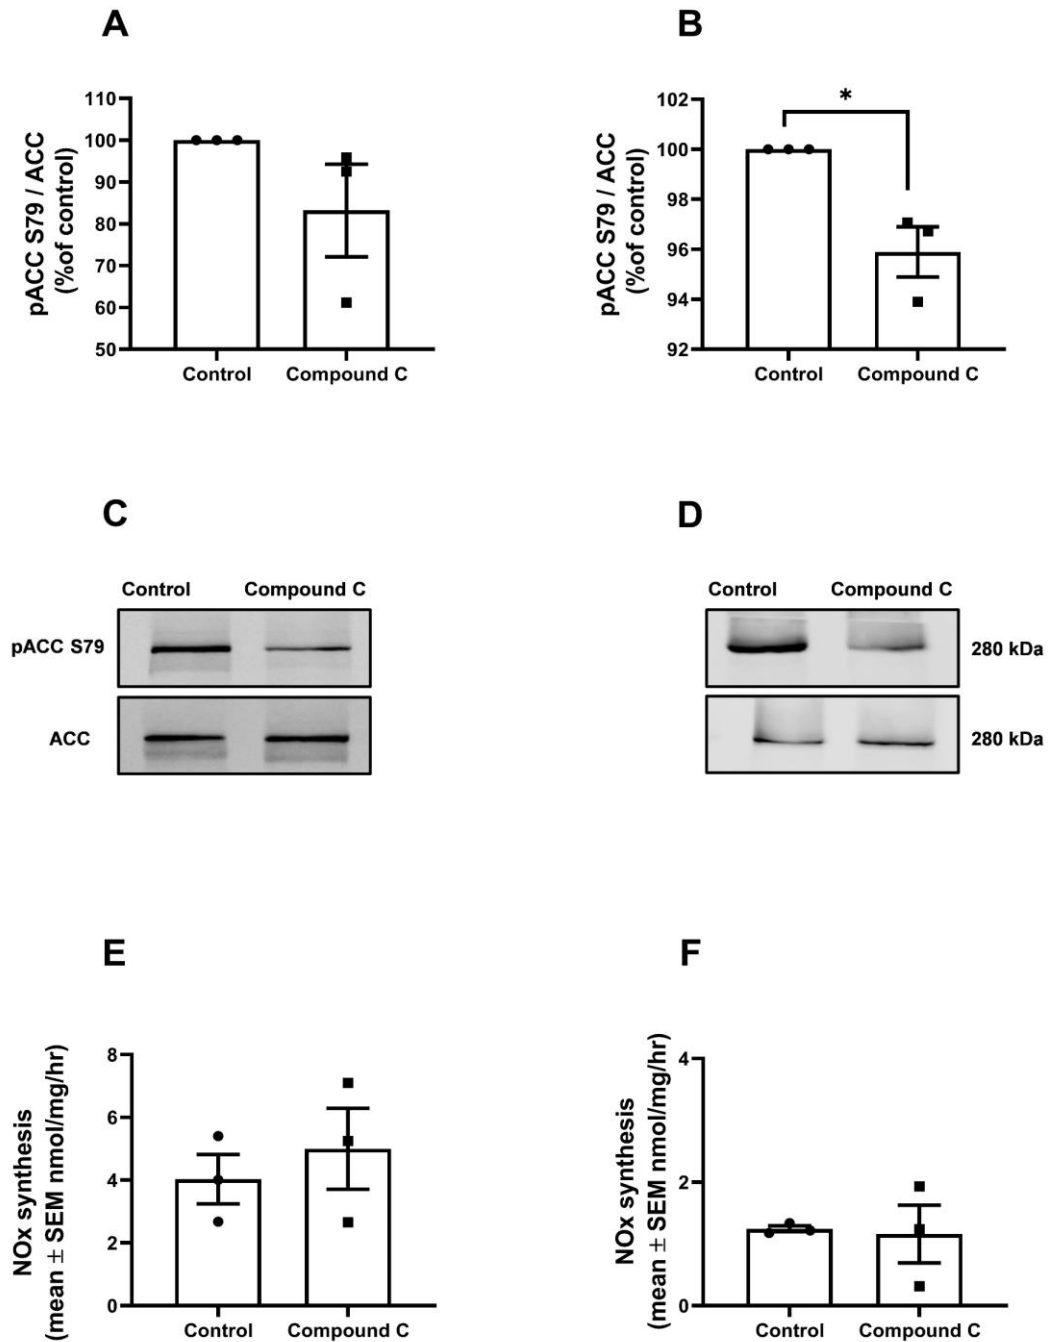 A
pACC S79 / ACC
(%of control)
110
100
90
80
70
60
50
Control
Compound C
B
pACC S79 / ACC
(%of control)
102
100
98
96
94
92
*
Control
Compound C
C
Control
Compound C
pACC S79
ACC
D
Control
Compound C
280 kDa
280 kDa
E
NOx synthesis
(mean ± SEM nmol/mg/hr)
8
6
4
2
0
Control
Compound C
F
NOx synthesis
(mean ± SEM nmol/mg/hr)
4
2
0
Control
Compound C